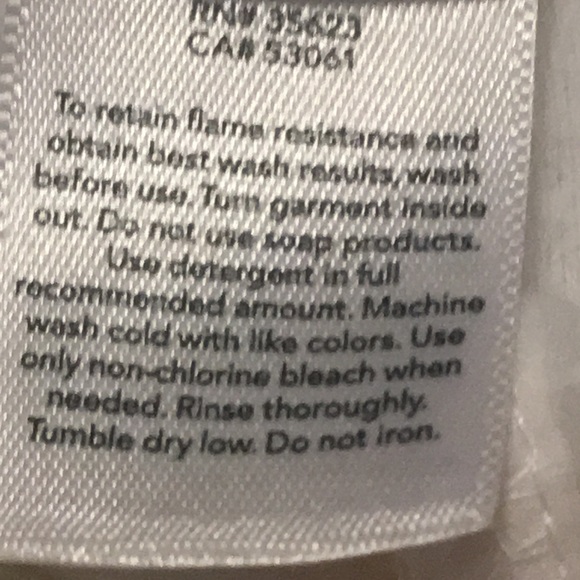 RN# 35623
CA# 53061
To retain flame resistance and
obtain best wash results, wash
before use. Turn garment inside
out. Do not use soap products.
Use detergent in full
recommended amount. Machine
wash cold with like colors. Use
only non-chlorine bleach when
needed. Rinse thoroughly.
Tumble dry low. Do not iron.